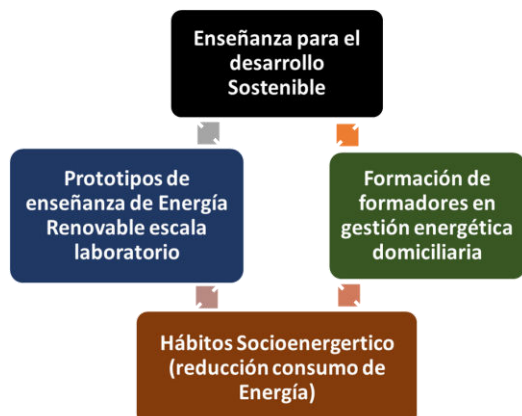 Enseñanza para el
desarrollo
Sostenible
Prototipos de
enseñanza de Energía
Renovable escala
laboratorio
Formación de
formadores en
gestión energética
domiciliaria
Hábitos Socioenergertico
(reducción consumo de
Energía)